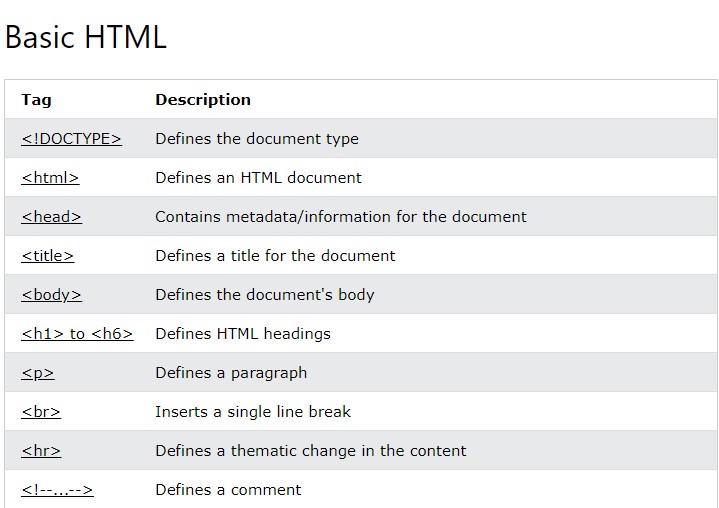 Basic HTML
Tag Description
<!DOCTYPE> Defines the document type
<html> Defines an HTML document
<head> Contains metadata/information for the document
<title> Defines a title for the document
<body> Defines the document's body
<h1> to <h6> Defines HTML headings
<p> Defines a paragraph
<br> Inserts a single line break
<hr> Defines a thematic change in the content
<!--...--> Defines a comment